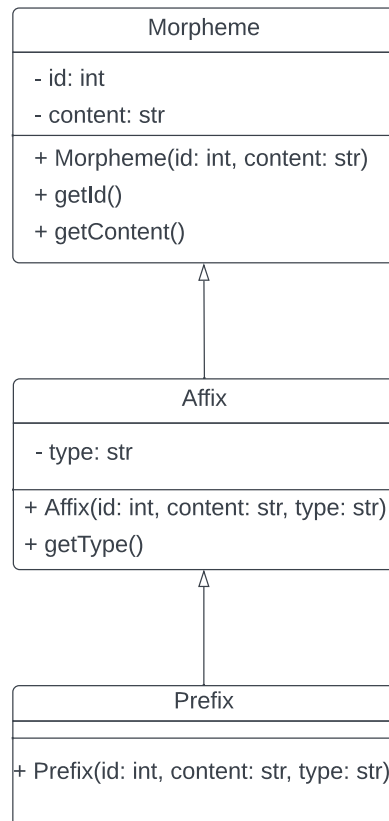 Morpheme
- id: int
- content: str
+ Morpheme(id: int, content: str)
+ getId()
+ getContent()
Affix
- type: str
+ Affix(id: int, content: str, type: str)
+ getType()
Prefix
+ Prefix(id: int, content: str, type: str)